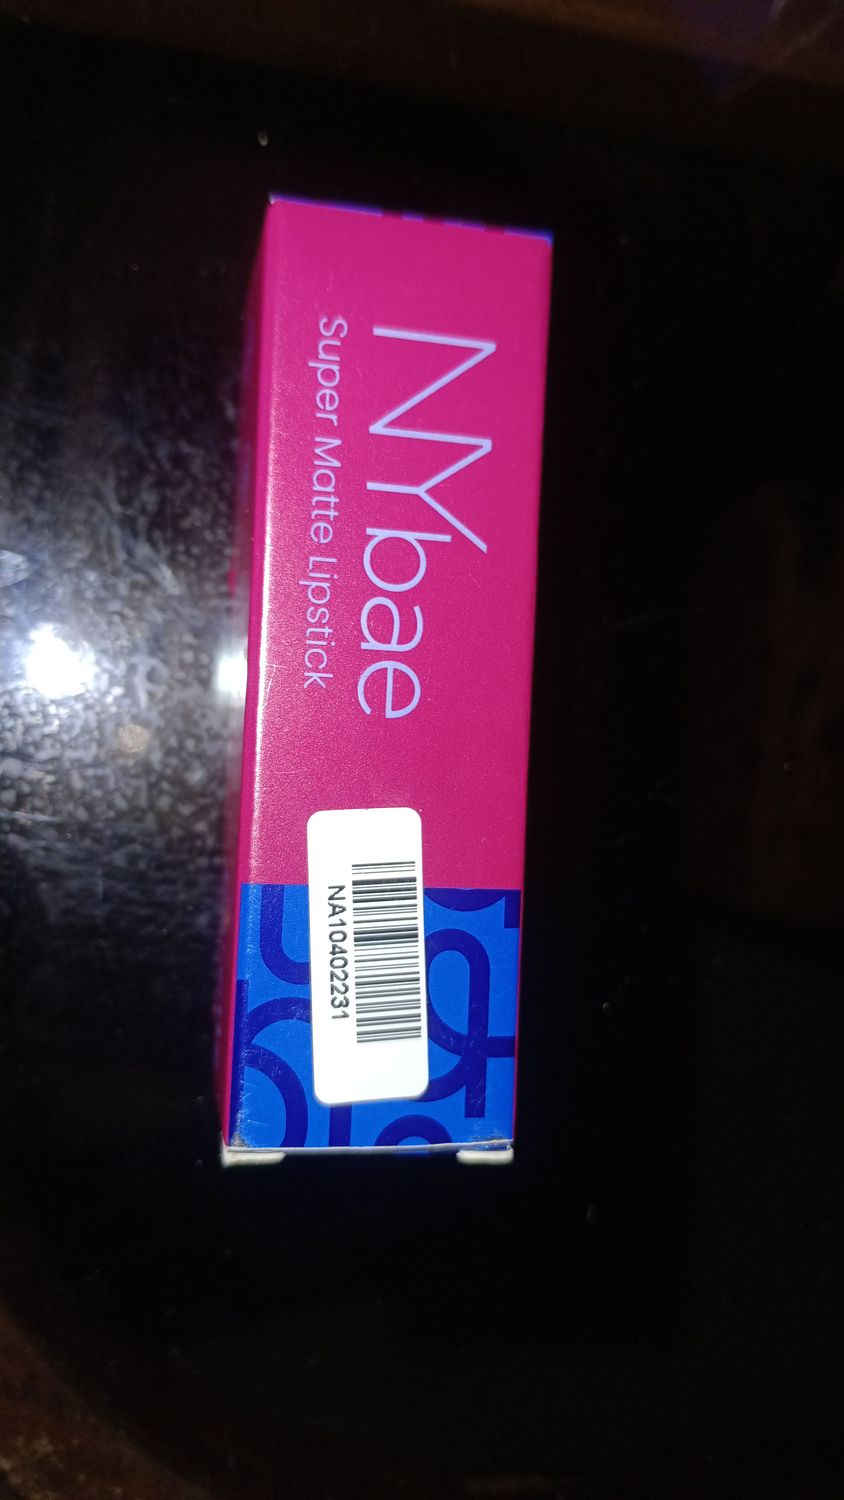 NYbae
Super Matte Lipstick
NA10402231